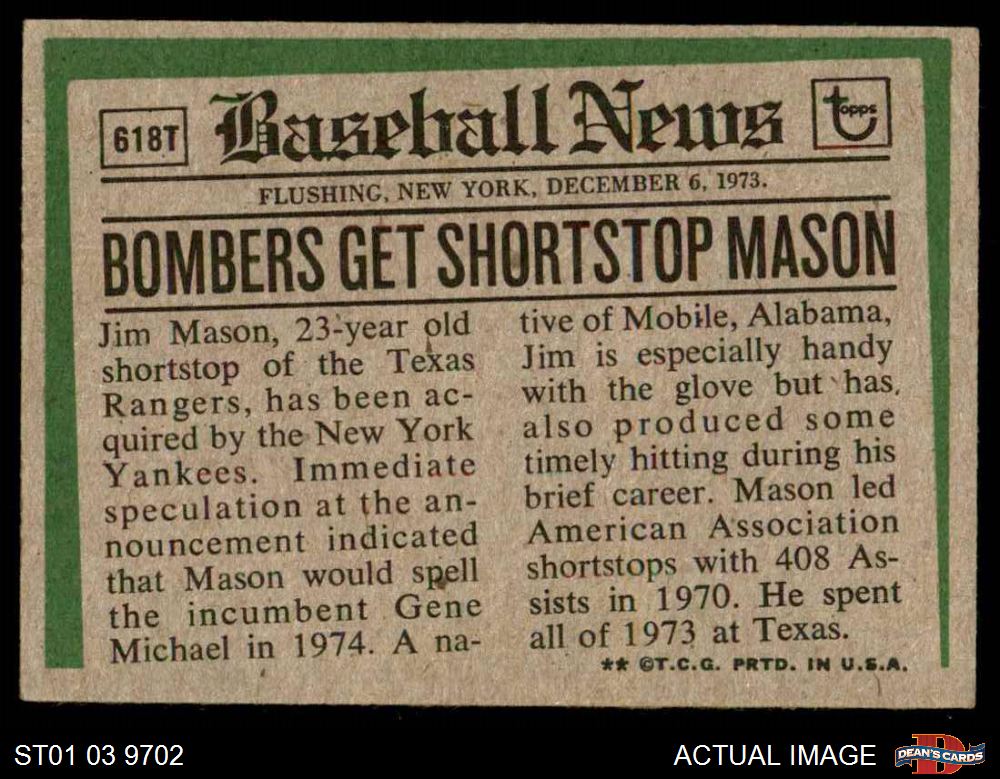 618T
Baseball News
topps
FLUSHING, NEW YORK, DECEMBER 6, 1973.
BOMBERS GET SHORTSTOP MASON
Jim Mason, 23-year old
shortstop of the Texas
Rangers, has been ac-
quired by the New York
Yankees. Immediate
speculation at the an-
nouncement indicated
that Mason would spell
the incumbent Gene
Michael in 1974. A na-
tive of Mobile, Alabama,
Jim is especially handy
with the glove but has
also produced some
timely hitting during his
brief career. Mason led
American Association
shortstops with 408 As-
sists in 1970. He spent
all of 1973 at Texas.
** ©T.C.G. PRTD. IN U.S.A.
ST01 03 9702
ACTUAL IMAGE
DEAN'S CARDS